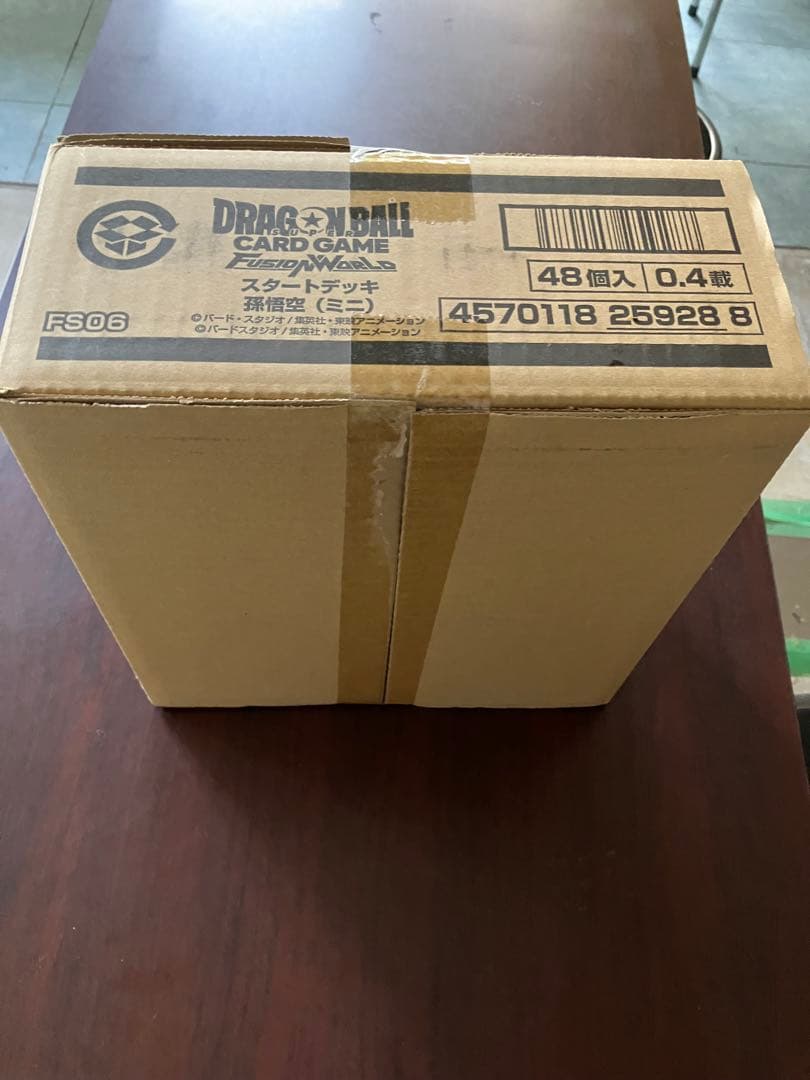 DRAGON BALL
SUPER
CARD GAME
FUSION WORLD
スタートデッキ
孫悟空（ミニ）
©バード・スタジオ/集英社・東映アニメーション
©バードスタジオ/集英社・東映アニメーション
FS06
48個入 0.4載
4570118 25928 8